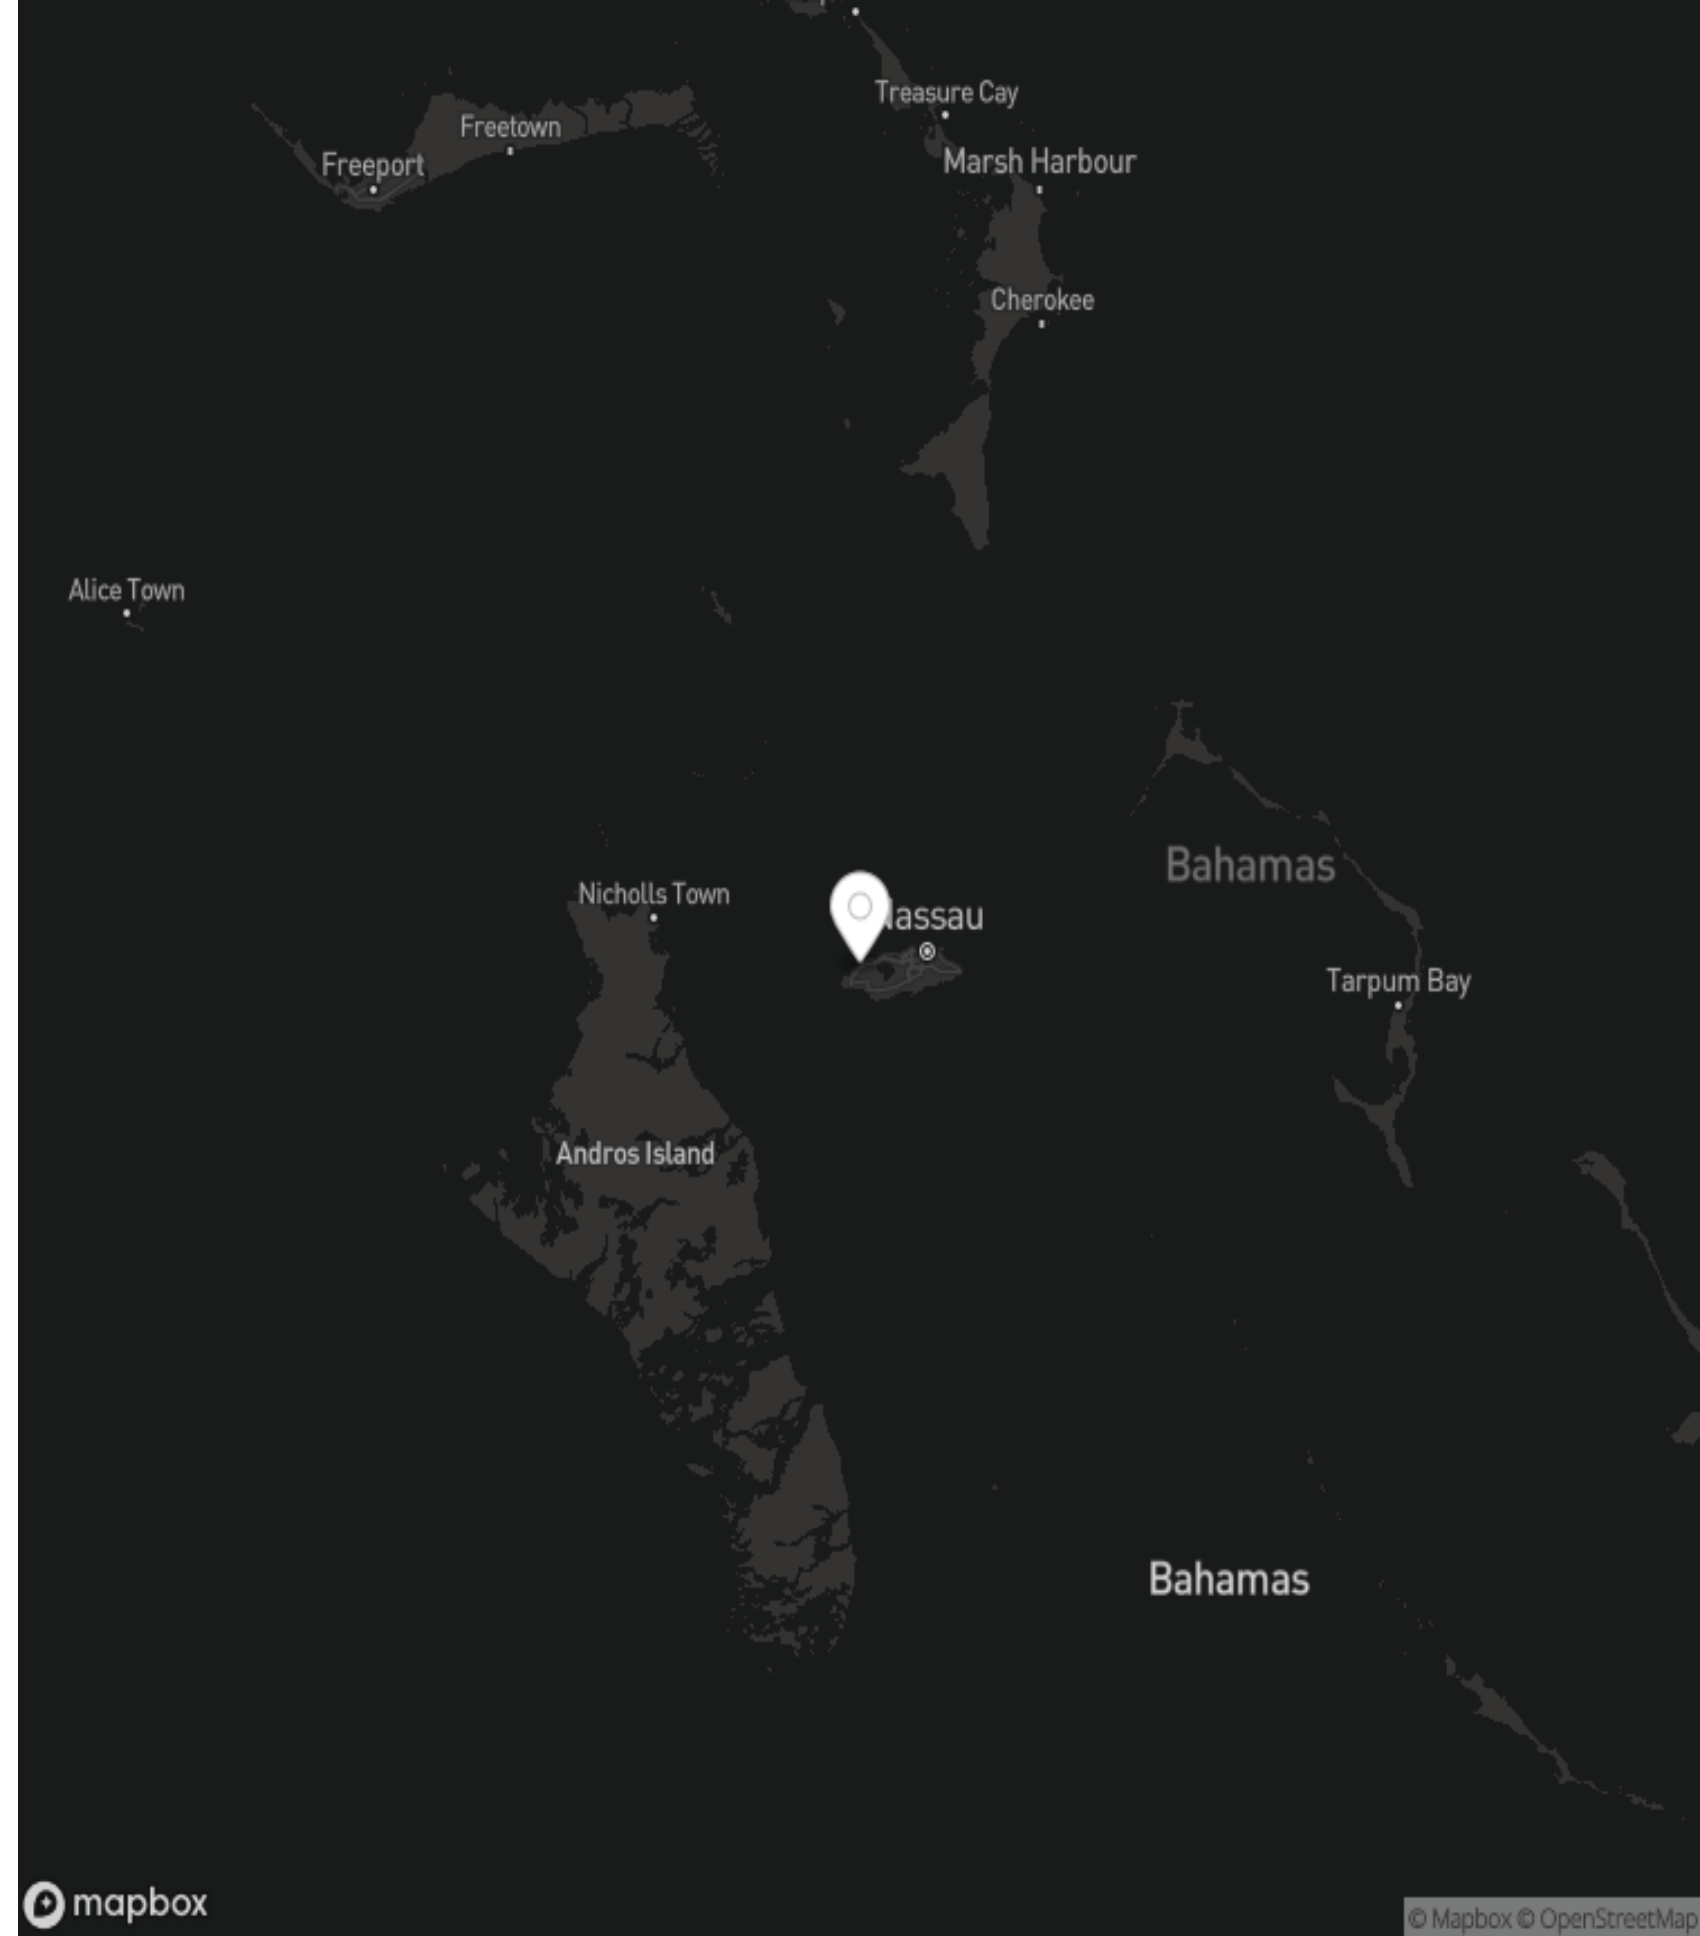 Treasure Cay
Freetown
Marsh Harbour
Freeport
Cherokee
Alice Town
Bahamas
Nicholls Town
assau
Tarpum Bay
Andros Island
Bahamas
mapbox
© Mapbox © OpenStreetMap